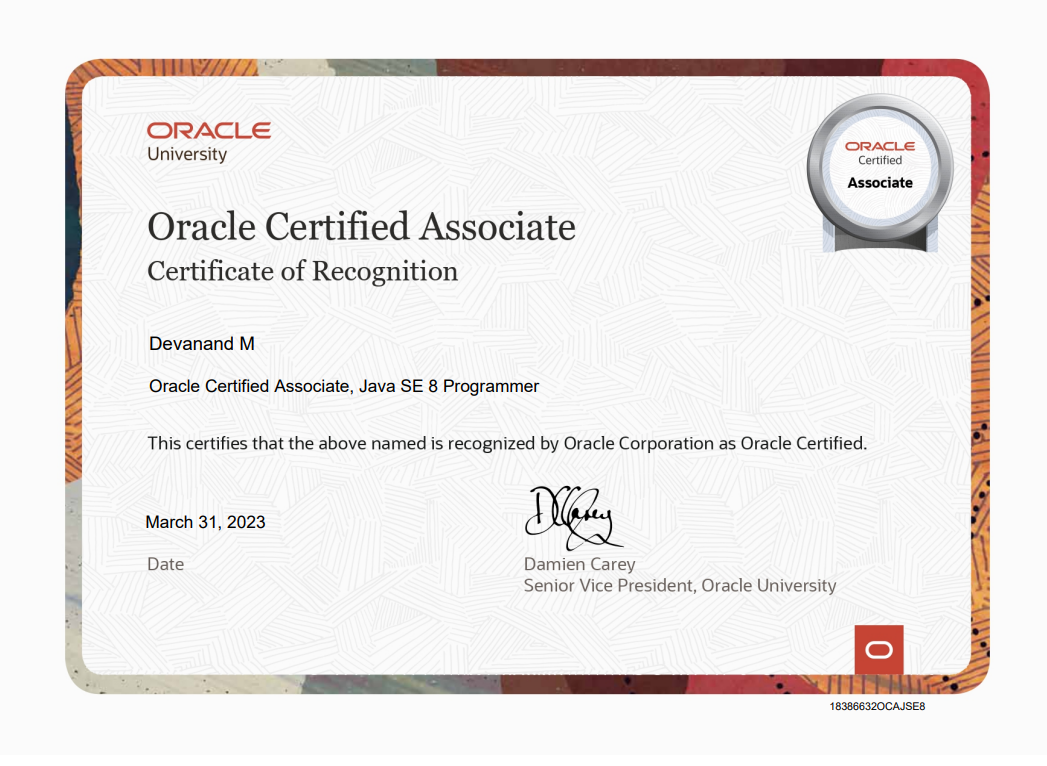 ORACLE
University
ORACLE
Certified
Associate
Oracle Certified Associate
Certificate of Recognition
Devanand M
Oracle Certified Associate, Java SE 8 Programmer
This certifies that the above named is recognized by Oracle Corporation as Oracle Certified.
DCCarey
March 31, 2023
Date
Damien Carey
Senior Vice President, Oracle University
18386632OCAJSE8